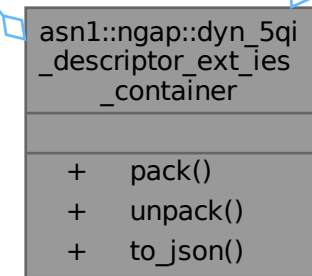 asn1::ngap::dyn_5qi
_descriptor_ext_ies
_container
+ pack()
+ unpack()
+ to_json()